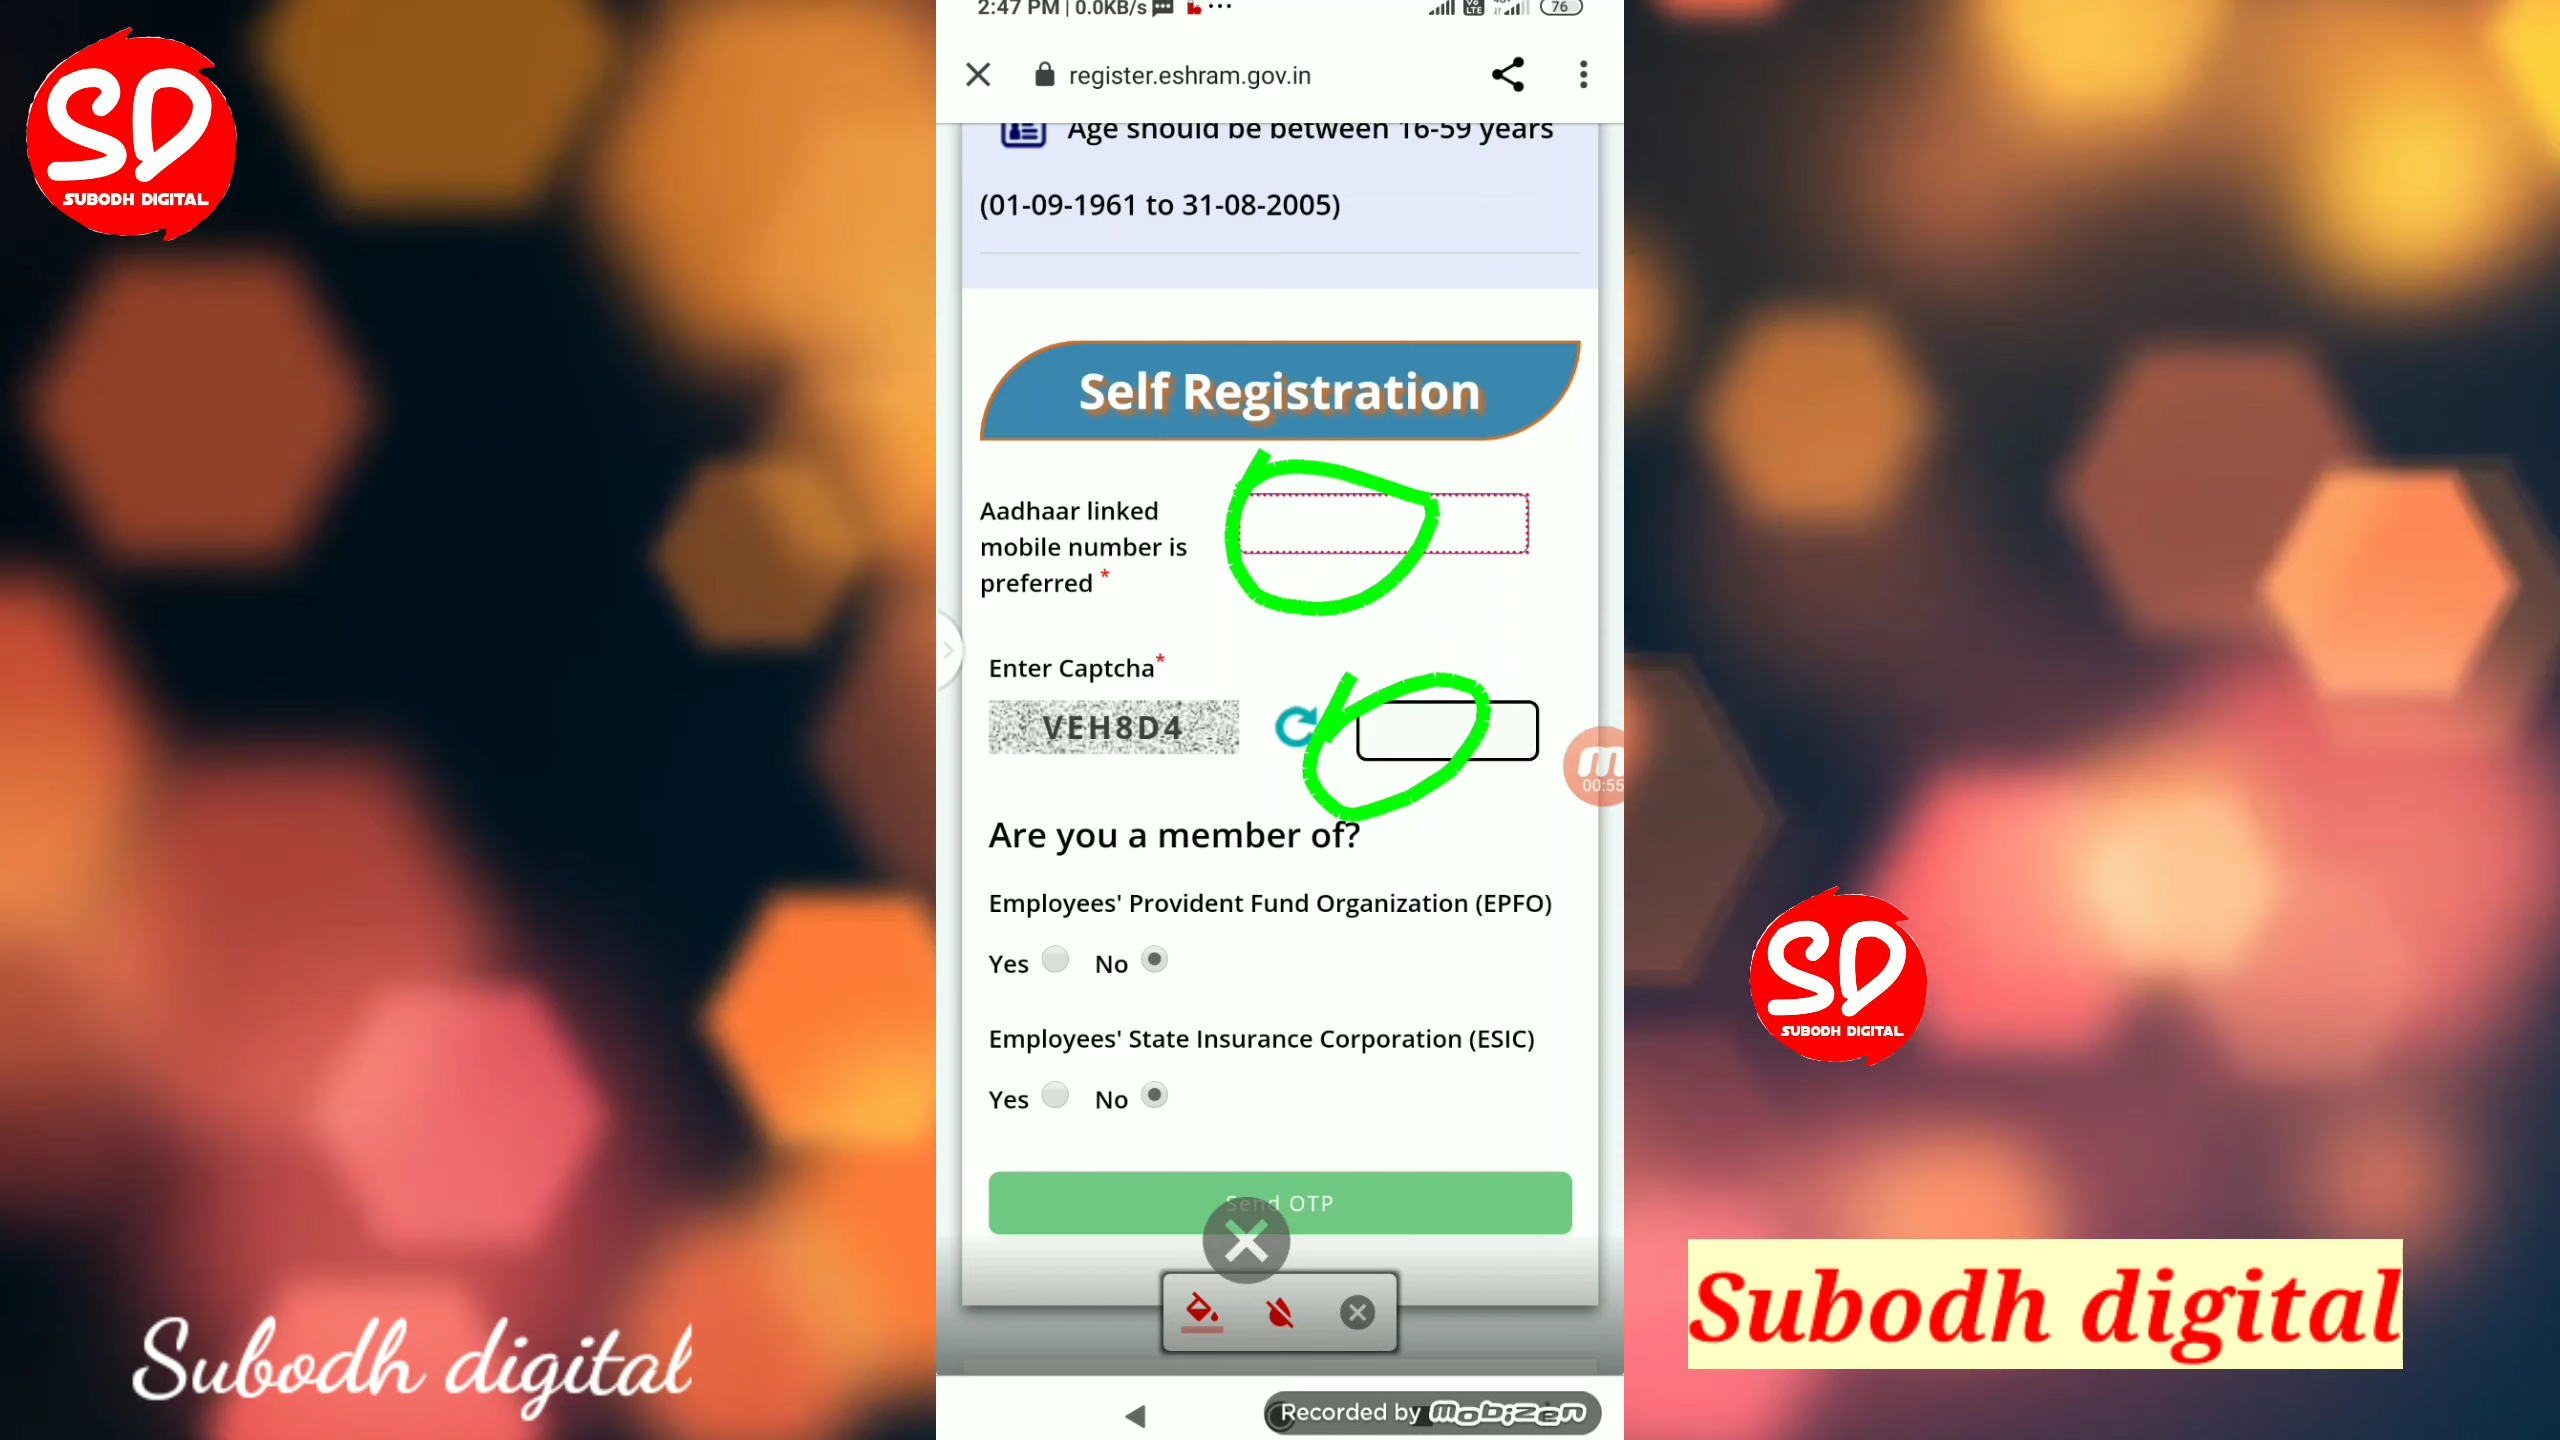 2:47 PM | 0.0KB/s
Vo LTE
76
register.eshram.gov.in
Age should be between 16-59 years
(01-09-1961 to 31-08-2005)
Self Registration
Aadhaar linked
mobile number is
preferred *
Enter Captcha*
VEH8D4
00:55
Are you a member of?
Employees' Provident Fund Organization (EPFO)
Yes No
Employees' State Insurance Corporation (ESIC)
Yes No
Send OTP
Recorded by mobizen
SD
SUBODH DIGITAL
SD
SUBODH DIGITAL
Subodh digital
Subodh digital